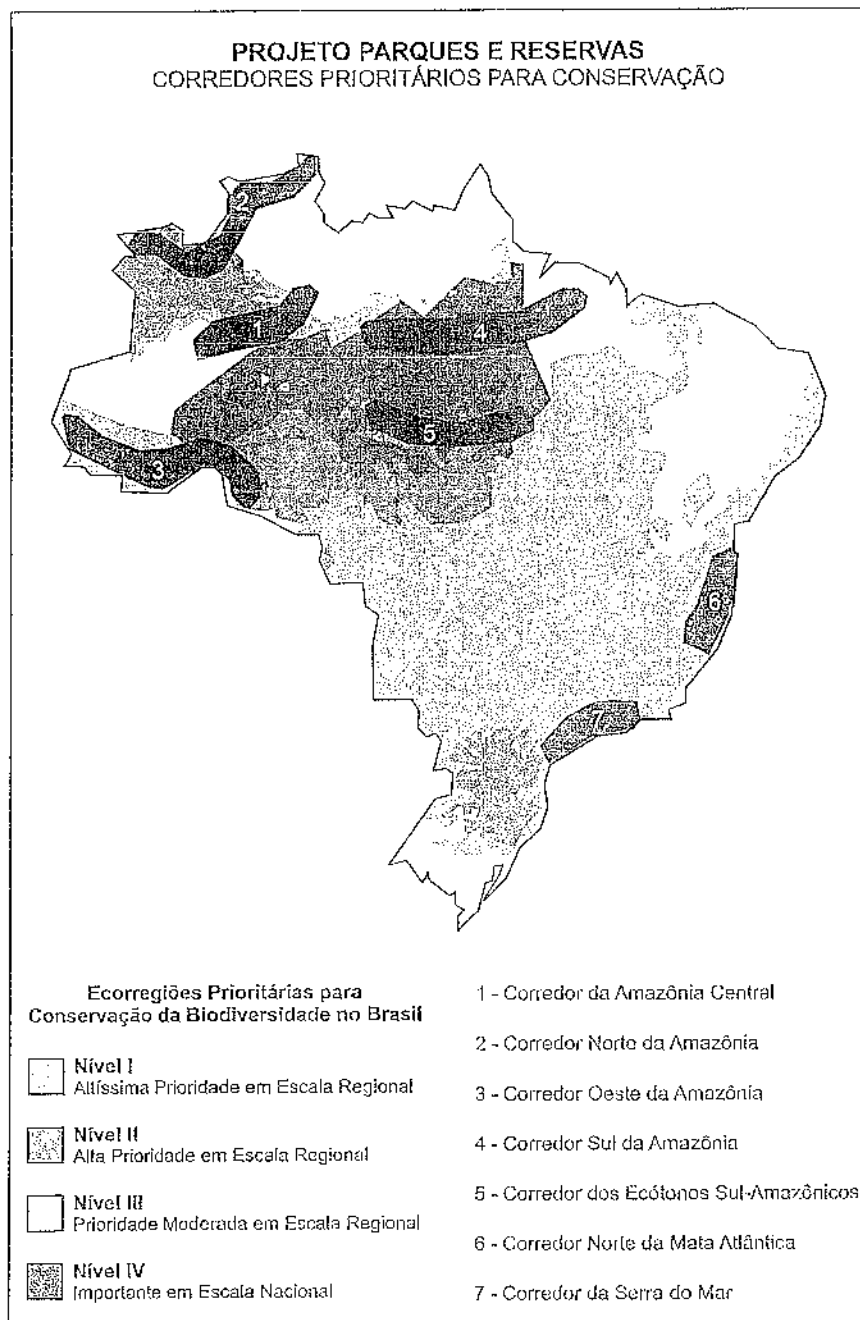 PROJETO PARQUES E RESERVAS
CORREDORES PRIORITÁRIOS PARA CONSERVAÇÃO
2
1
4
5
3
6
7
Ecorregiões Prioritárias para
Conservação da Biodiversidade no Brasil
Nível I
Altíssima Prioridade em Escala Regional
Nível II
Alta Prioridade em Escala Regional
Nível III
Prioridade Moderada em Escala Regional
Nível IV
Importante em Escala Nacional
1 - Corredor da Amazônia Central
2 - Corredor Norte da Amazônia
3 - Corredor Oeste da Amazônia
4 - Corredor Sul da Amazônia
5 - Corredor dos Ecótonos Sul-Amazônicos
6 - Corredor Norte da Mata Atlântica
7 - Corredor da Serra do Mar